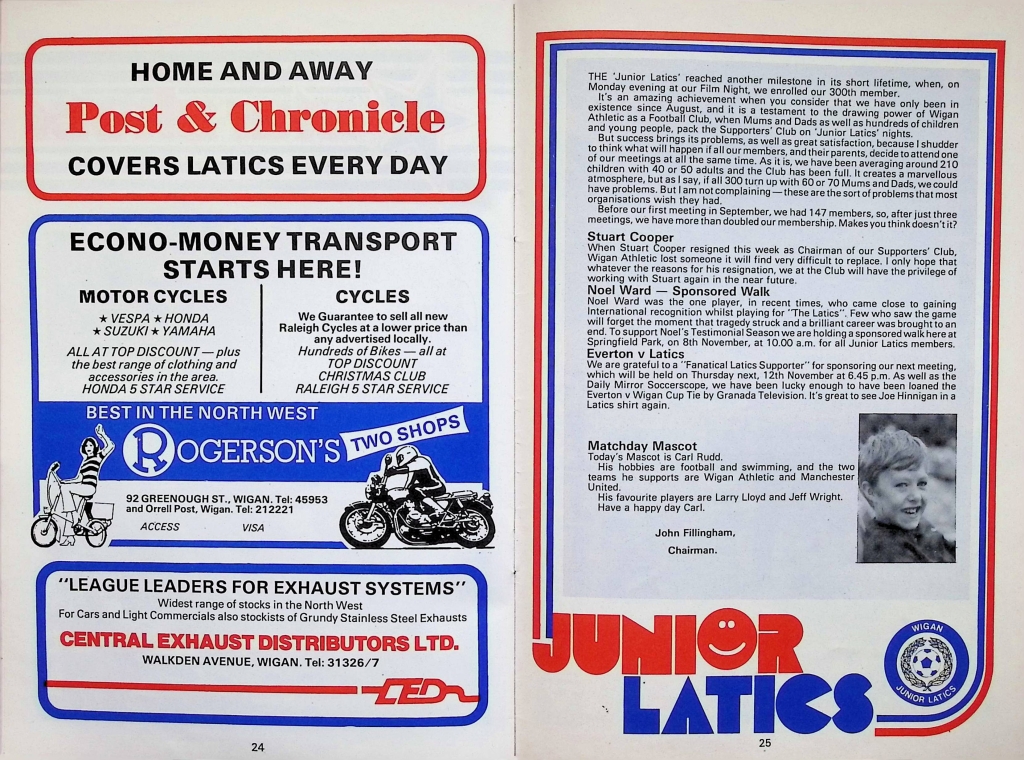 HOME AND AWAY
Post & Chronicle
COVERS LATICS EVERY DAY
ECONO-MONEY TRANSPORT
STARTS HERE!
MOTOR CYCLES
★ VESPA ★ HONDA
★ SUZUKI ★ YAMAHA
ALL AT TOP DISCOUNT — plus
the best range of clothing and
accessories in the area.
HONDA 5 STAR SERVICE
CYCLES
We Guarantee to sell all new
Raleigh Cycles at a lower price than
any advertised locally.
Hundreds of Bikes — all at
TOP DISCOUNT
CHRISTMAS CLUB
RALEIGH 5 STAR SERVICE
BEST IN THE NORTH WEST
ROGERSON'S
TWO SHOPS
92 GREENOUGH ST., WIGAN. Tel: 45953
and Orrell Post, Wigan. Tel: 212221
ACCESS VISA
"LEAGUE LEADERS FOR EXHAUST SYSTEMS"
Widest range of stocks in the North West
For Cars and Light Commercials also stockists of Grundy Stainless Steel Exhausts
CENTRAL EXHAUST DISTRIBUTORS LTD.
WALKDEN AVENUE, WIGAN. Tel: 31326/7
CED
24
THE 'Junior Latics' reached another milestone in its short lifetime, when, on
Monday evening at our Film Night, we enrolled our 300th member.
It's an amazing achievement when you consider that we have only been in
existence since August, and it is a testament to the drawing power of Wigan
Athletic as a Football Club, when Mums and Dads as well as hundreds of children
and young people, pack the Supporters' Club on 'Junior Latics' nights.
But success brings its problems, as well as great satisfaction, because I shudder
to think what will happen if all our members, and their parents, decide to attend one
of our meetings at all the same time. As it is, we have been averaging around 210
children with 40 or 50 adults and the Club has been full. It creates a marvellous
atmosphere, but as I say, if all 300 turn up with 60 or 70 Mums and Dads, we could
have problems. But I am not complaining — these are the sort of problems that most
organisations wish they had.
Before our first meeting in September, we had 147 members, so, after just three
meetings, we have more than doubled our membership. Makes you think doesn't it?
Stuart Cooper
When Stuart Cooper resigned this week as Chairman of our Supporters' Club,
Wigan Athletic lost someone it will find very difficult to replace. I only hope that
whatever the reasons for his resignation, we at the Club will have the privilege of
working with Stuart again in the near future.
Noel Ward — Sponsored Walk
Noel Ward was the one player, in recent times, who came close to gaining
International recognition whilst playing for "The Latics". Few who saw the game
will forget the moment that tragedy struck and a brilliant career was brought to an
end. To support Noel's Testimonial Season we are holding a sponsored walk here at
Springfield Park, on 8th November, at 10.00 a.m. for all Junior Latics members.
Everton v Latics
We are grateful to a "Fanatical Latics Supporter" for sponsoring our next meeting,
which will be held on Thursday next, 12th November at 6.45 p.m. As well as the
Daily Mirror Soccerscope, we have been lucky enough to have been loaned the
Everton v Wigan Cup Tie by Granada Television. It's great to see Joe Hinnigan in a
Latics shirt again.
Matchday Mascot
Today's Mascot is Carl Rudd.
His hobbies are football and swimming, and the two
teams he supports are Wigan Athletic and Manchester
United.
His favourite players are Larry Lloyd and Jeff Wright.
Have a happy day Carl.
John Fillingham,
Chairman.
JUNIOR
LATICS
WIGAN
JUNIOR LATICS
25